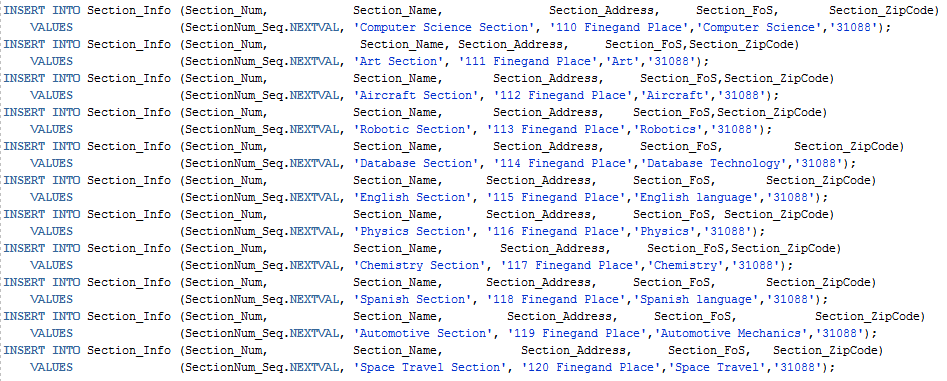 INSERT INTO Section_Info (Section_Num, Section_Name, Section_Address, Section_FoS, Section_ZipCode)
VALUES (SectionNum_Seq.NEXTVAL, 'Computer Science Section', '110 Finegand Place','Computer Science','31088');
INSERT INTO Section_Info (Section_Num, Section_Name, Section_Address, Section_FoS,Section_ZipCode)
VALUES (SectionNum_Seq.NEXTVAL, 'Art Section', '111 Finegand Place','Art','31088');
INSERT INTO Section_Info (Section_Num, Section_Name, Section_Address, Section_FoS,Section_ZipCode)
VALUES (SectionNum_Seq.NEXTVAL, 'Aircraft Section', '112 Finegand Place','Aircraft','31088');
INSERT INTO Section_Info (Section_Num, Section_Name, Section_Address, Section_FoS,Section_ZipCode)
VALUES (SectionNum_Seq.NEXTVAL, 'Robotic Section', '113 Finegand Place','Robotics','31088');
INSERT INTO Section_Info (Section_Num, Section_Name, Section_Address, Section_FoS, Section_ZipCode)
VALUES (SectionNum_Seq.NEXTVAL, 'Database Section', '114 Finegand Place','Database Technology','31088');
INSERT INTO Section_Info (Section_Num, Section_Name, Section_Address, Section_FoS, Section_ZipCode)
VALUES (SectionNum_Seq.NEXTVAL, 'English Section', '115 Finegand Place','English language','31088');
INSERT INTO Section_Info (Section_Num, Section_Name, Section_Address, Section_FoS, Section_ZipCode)
VALUES (SectionNum_Seq.NEXTVAL, 'Physics Section', '116 Finegand Place','Physics','31088');
INSERT INTO Section_Info (Section_Num, Section_Name, Section_Address, Section_FoS,Section_ZipCode)
VALUES (SectionNum_Seq.NEXTVAL, 'Chemistry Section', '117 Finegand Place','Chemistry','31088');
INSERT INTO Section_Info (Section_Num, Section_Name, Section_Address, Section_FoS, Section_ZipCode)
VALUES (SectionNum_Seq.NEXTVAL, 'Spanish Section', '118 Finegand Place','Spanish language','31088');
INSERT INTO Section_Info (Section_Num, Section_Name, Section_Address, Section_FoS, Section_ZipCode)
VALUES (SectionNum_Seq.NEXTVAL, 'Automotive Section', '119 Finegand Place','Automotive Mechanics','31088');
INSERT INTO Section_Info (Section_Num, Section_Name, Section_Address, Section_FoS, Section_ZipCode)
VALUES (SectionNum_Seq.NEXTVAL, 'Space Travel Section', '120 Finegand Place','Space Travel','31088');